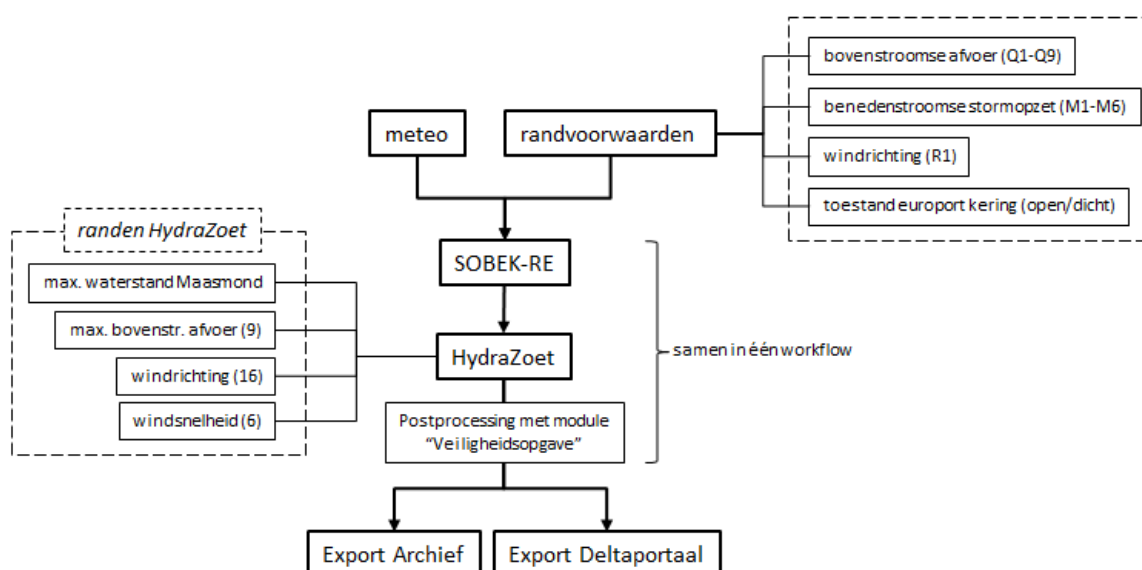 bovenstroomse afvoer (Q1-Q9)
benedenstroomse stormopzet (M1-M6)
windrichting (R1)
toestand europort kering (open/dicht)
meteo
randvoorwaarden
randen HydraZoet
max. waterstand Maasmond
max. bovenstr. afvoer (9)
windrichting (16)
windsnelheid (6)
SOBEK-RE
HydraZoet
samen in één workflow
Postprocessing met module
“Veiligheidsopgave”
Export Archief
Export Deltaportaal